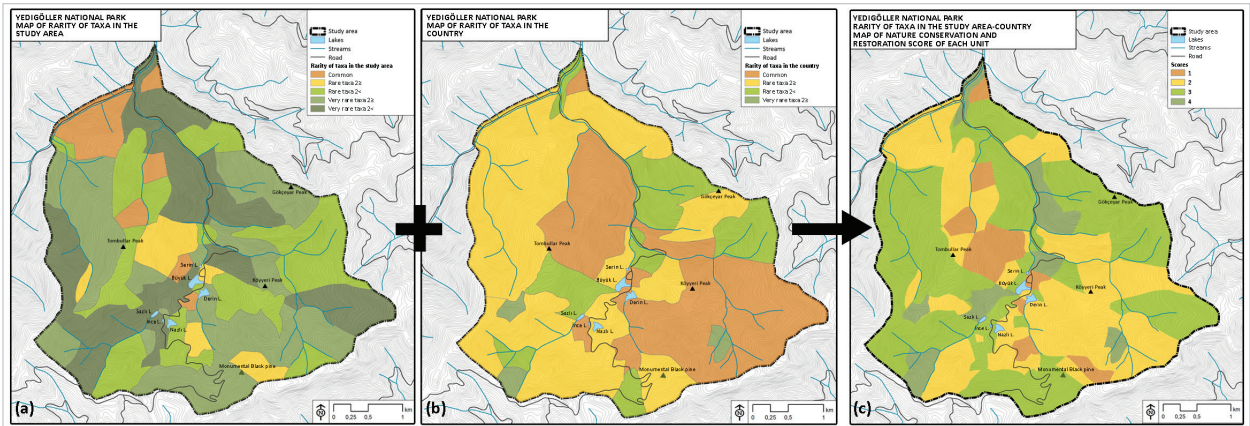 YEDIGÖLLER NATIONAL PARK
MAP OF RARITY OF TAXA IN THE
STUDY AREA
Study area
Lakes
Streams
Road
Rarity of taxa in the study area
Common
Rare taxa 2≥
Rare taxa 2<
Very rare taxa 2≥
Very rare taxa 2<
Gökçeyar Peak
Tombullar Peak
Serin L.
Büyük L.
Derin L.
Köyyeri Peak
Sazlı L.
İnce L.
Nazlı L.
Monumental Black pine
(a)
N
0 0,25 0,5 1
km
YEDIGÖLLER NATIONAL PARK
MAP OF RARITY OF TAXA IN THE
COUNTRY
Study area
Lakes
Streams
Road
Rarity of taxa in the country
Common
Rare taxa 2≥
Rare taxa 2<
Very rare taxa 2≥
Gökçeyar Peak
Tombullar Peak
Serin L.
Büyük L.
Derin L.
Köyyeri Peak
Sazlı L.
İnce L.
Nazlı L.
Monumental Black pine
(b)
N
0 0,25 0,5 1
km
YEDIGÖLLER NATIONAL PARK
RARITY OF TAXA IN THE STUDY AREA-COUNTRY
MAP OF NATURE CONSERVATION AND
RESTORATION SCORE OF EACH UNIT
Study area
Lakes
Streams
Road
Scores
1
2
3
4
Gökçeyar Peak
Tombullar Peak
Serin L.
Büyük L.
Derin L.
Köyyeri Peak
Sazlı L.
İnce L.
Nazlı L.
Monumental Black pine
(c)
N
0 0,25 0,5 1
km